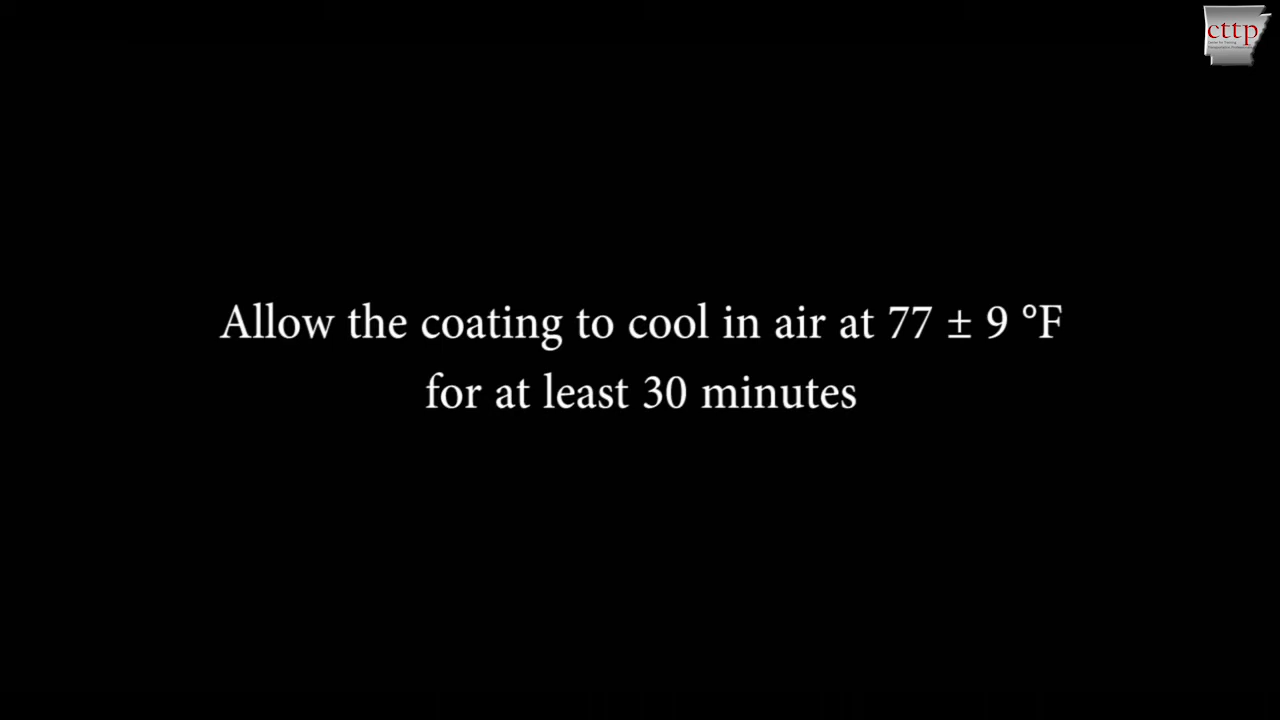 cttp
Allow the coating to cool in air at 77 ± 9 °F
for at least 30 minutes